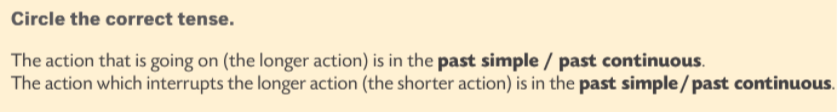 Circle the correct tense.
The action that is going on (the longer action) is in the past simple / past continuous.
The action which interrupts the longer action (the shorter action) is in the past simple/past continuous.